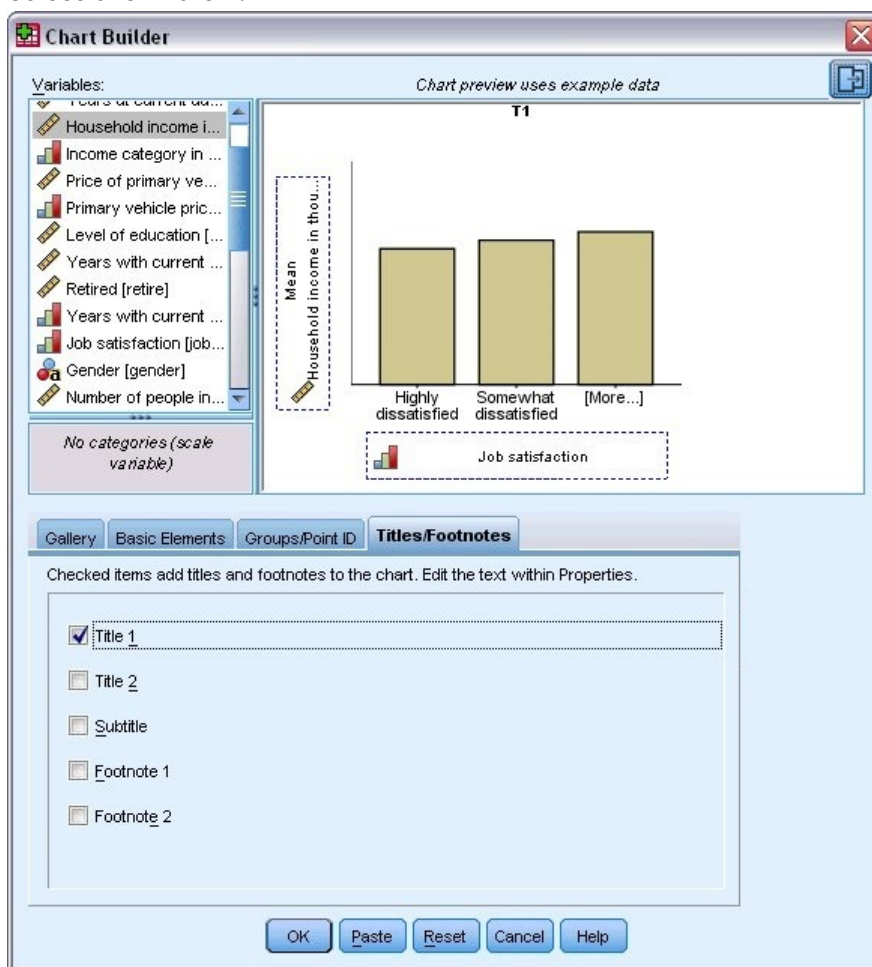 Chart Builder
Variables:
Chart preview uses example data
Household income i...
Income category in ...
Price of primary ve...
Primary vehicle pric...
Level of education [...
Years with current ...
Retired [retire]
Years with current ...
Job satisfaction [job...
Gender [gender]
Number of people in...
No categories (scale
variable)
T1
Mean
Household income in thou...
Highly
dissatisfied
Somewhat
dissatisfied
[More...]
Job satisfaction
Gallery
Basic Elements
Groups/Point ID
Titles/Footnotes
Checked items add titles and footnotes to the chart. Edit the text within Properties.
Title 1
Title 2
Subtitle
Footnote 1
Footnote 2
OK
Paste
Reset
Cancel
Help